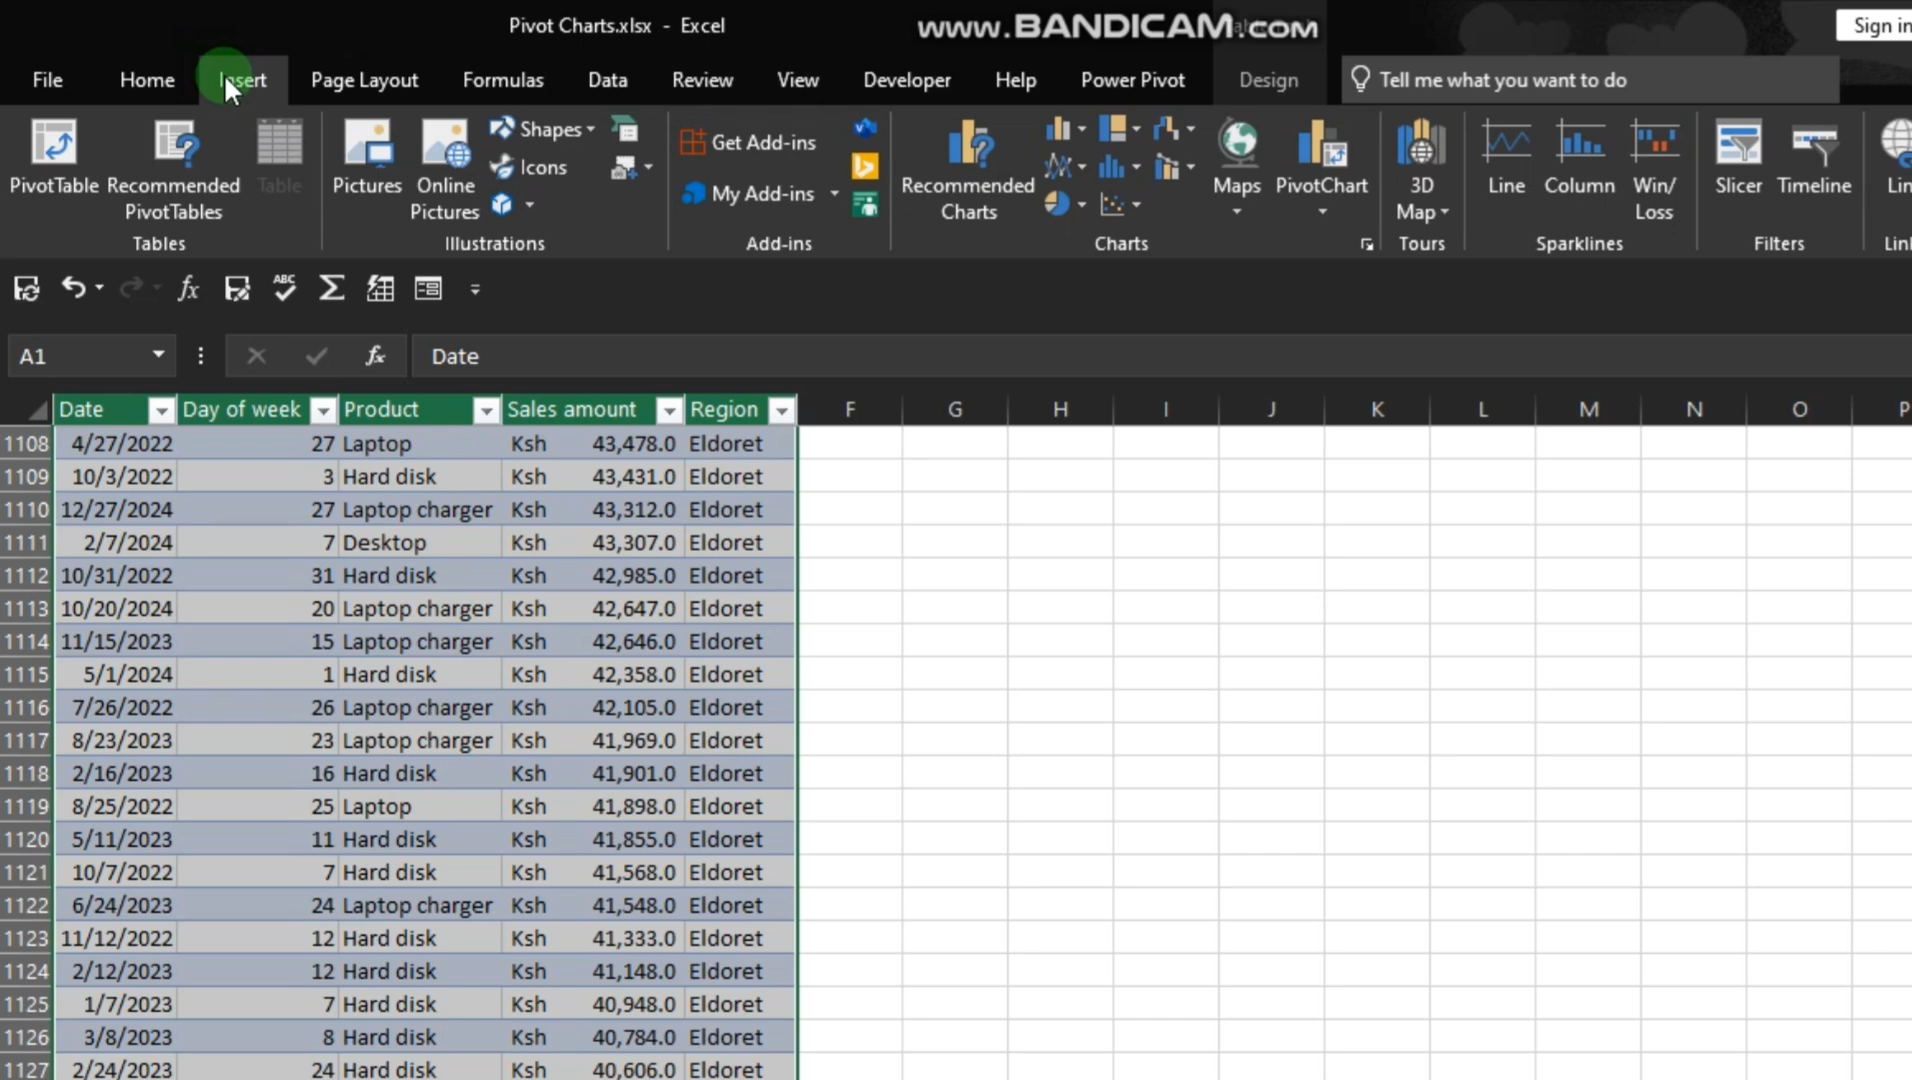 Pivot Charts.xlsx - Excel
www.BANDICAM.com
Sign in
File Home Insert Page Layout Formulas Data Review View Developer Help Power Pivot Design Tell me what you want to do
PivotTable
Recommended PivotTables
Table
Tables
Pictures
Online Pictures
Shapes
Icons
Illustrations
Get Add-ins
My Add-ins
Add-ins
Recommended Charts
Maps
PivotChart
Charts
3D Map
Tours
Line
Column
Win/ Loss
Sparklines
Slicer
Timeline
Filters
ABC
fx
A1 fx Date
Date Day of week Product Sales amount Region F G H I J K L M N O P
1108 4/27/2022 27 Laptop Ksh 43,478.0 Eldoret
1109 10/3/2022 3 Hard disk Ksh 43,431.0 Eldoret
1110 12/27/2024 27 Laptop charger Ksh 43,312.0 Eldoret
1111 2/7/2024 7 Desktop Ksh 43,307.0 Eldoret
1112 10/31/2022 31 Hard disk Ksh 42,985.0 Eldoret
1113 10/20/2024 20 Laptop charger Ksh 42,647.0 Eldoret
1114 11/15/2023 15 Laptop charger Ksh 42,646.0 Eldoret
1115 5/1/2024 1 Hard disk Ksh 42,358.0 Eldoret
1116 7/26/2022 26 Laptop charger Ksh 42,105.0 Eldoret
1117 8/23/2023 23 Laptop charger Ksh 41,969.0 Eldoret
1118 2/16/2023 16 Hard disk Ksh 41,901.0 Eldoret
1119 8/25/2022 25 Laptop Ksh 41,898.0 Eldoret
1120 5/11/2023 11 Hard disk Ksh 41,855.0 Eldoret
1121 10/7/2022 7 Hard disk Ksh 41,568.0 Eldoret
1122 6/24/2023 24 Laptop charger Ksh 41,548.0 Eldoret
1123 11/12/2022 12 Hard disk Ksh 41,333.0 Eldoret
1124 2/12/2023 12 Hard disk Ksh 41,148.0 Eldoret
1125 1/7/2023 7 Hard disk Ksh 40,948.0 Eldoret
1126 3/8/2023 8 Hard disk Ksh 40,784.0 Eldoret
1127 2/24/2023 24 Hard disk Ksh 40,606.0 Eldoret